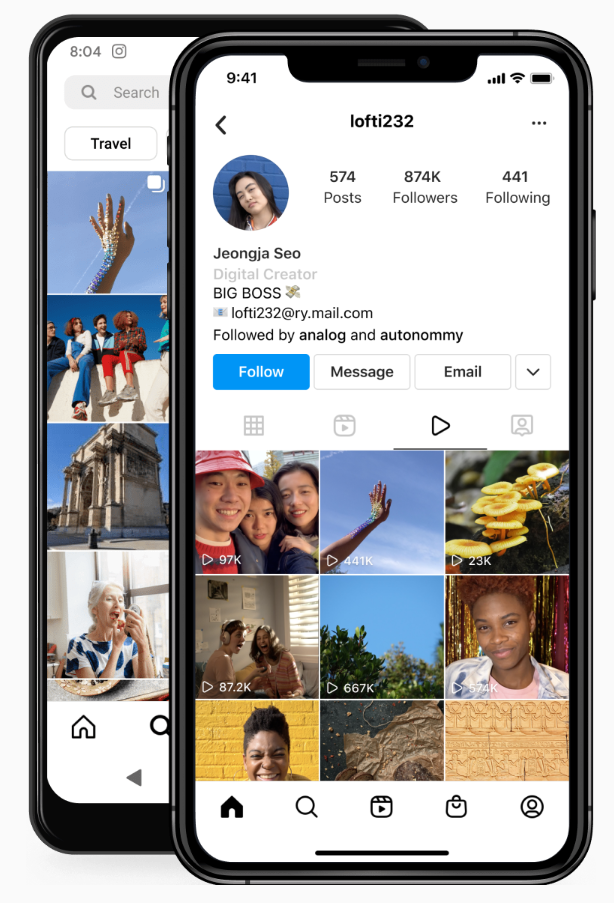 8:04
Search
Travel
9:41
lofti232
574 874K 441
Posts Followers Following
Jeongja Seo
Digital Creator
BIG BOSS 💸
📧 lofti232@ry.mail.com
Followed by analog and autonommy
Follow Message Email
97K 441K 23K
87.2K 667K 574K